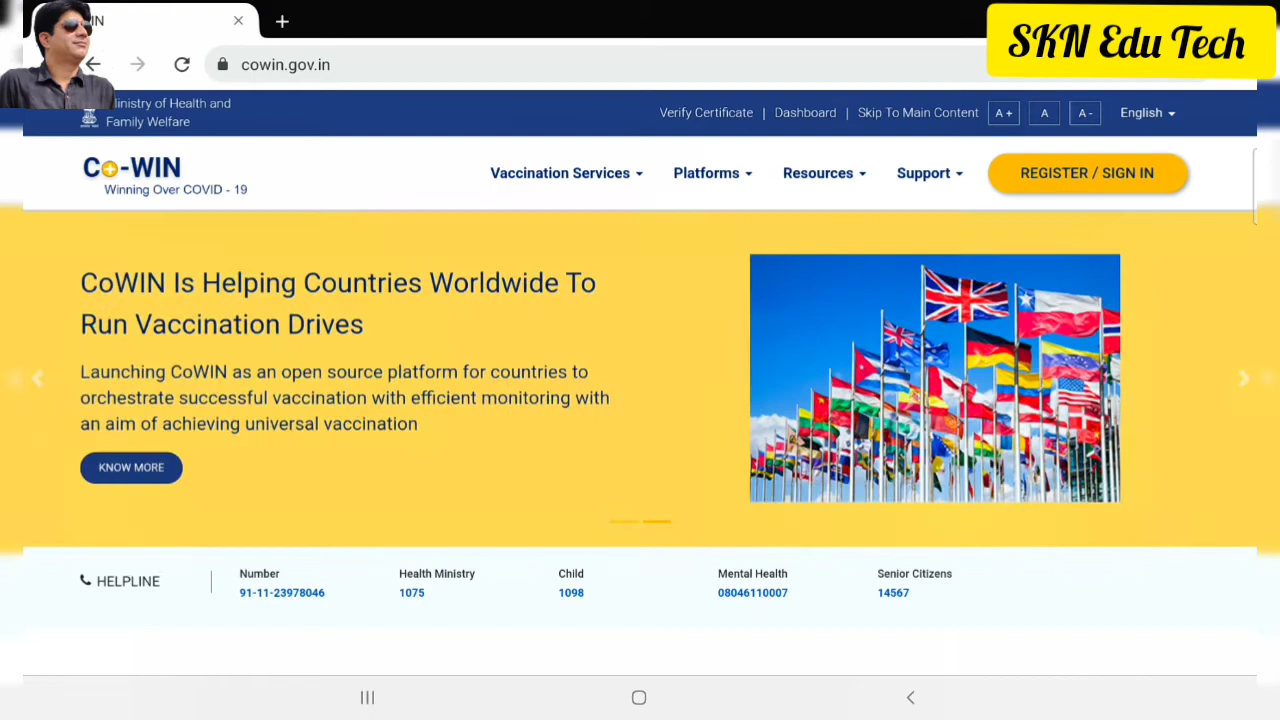 IN
SKN Edu Tech
cowin.gov.in
inistry of Health and
Family Welfare
Verify Certificate | Dashboard | Skip To Main Content A + A A - English
Co-WIN
Winning Over COVID - 19
Vaccination Services Platforms Resources Support REGISTER / SIGN IN
CoWIN Is Helping Countries Worldwide To
Run Vaccination Drives
Launching CoWIN as an open source platform for countries to
orchestrate successful vaccination with efficient monitoring with
an aim of achieving universal vaccination
KNOW MORE
HELPLINE
Number Health Ministry Child Mental Health Senior Citizens
91-11-23978046 1075 1098 08046110007 14567